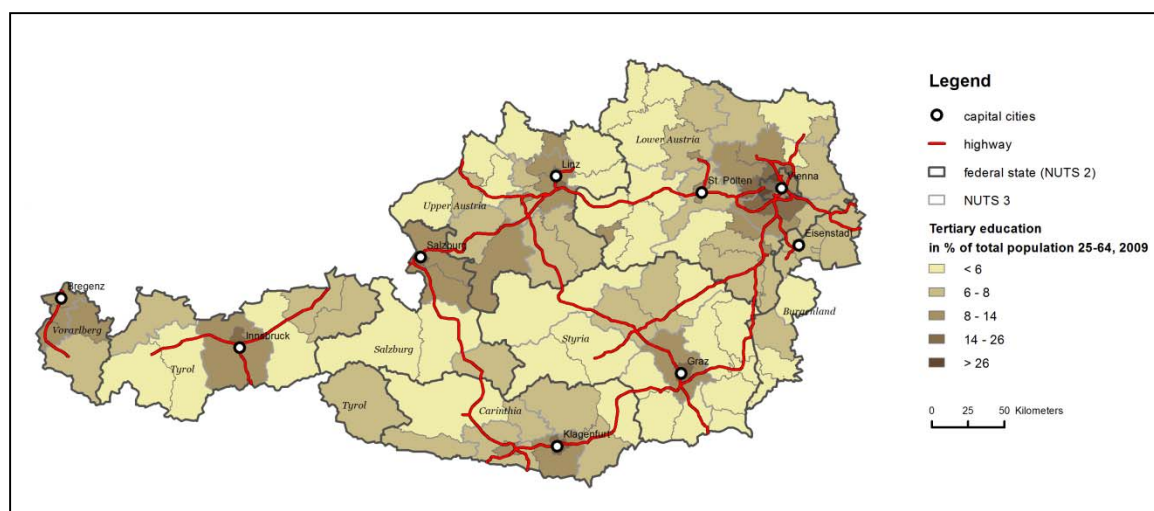 Legend
capital cities
highway
federal state (NUTS 2)
NUTS 3
Tertiary education
in % of total population 25-64, 2009
< 6
6 - 8
8 - 14
14 - 26
> 26
0 25 50 Kilometers
Lower Austria
Linz
St. Pölten
Vienna
Upper Austria
Eisenstadt
Salzburg
Bregenz
Vorarlberg
Burgenland
Innsbruck
Styria
Salzburg
Tyrol
Graz
Tyrol
Carinthia
Klagenfurt